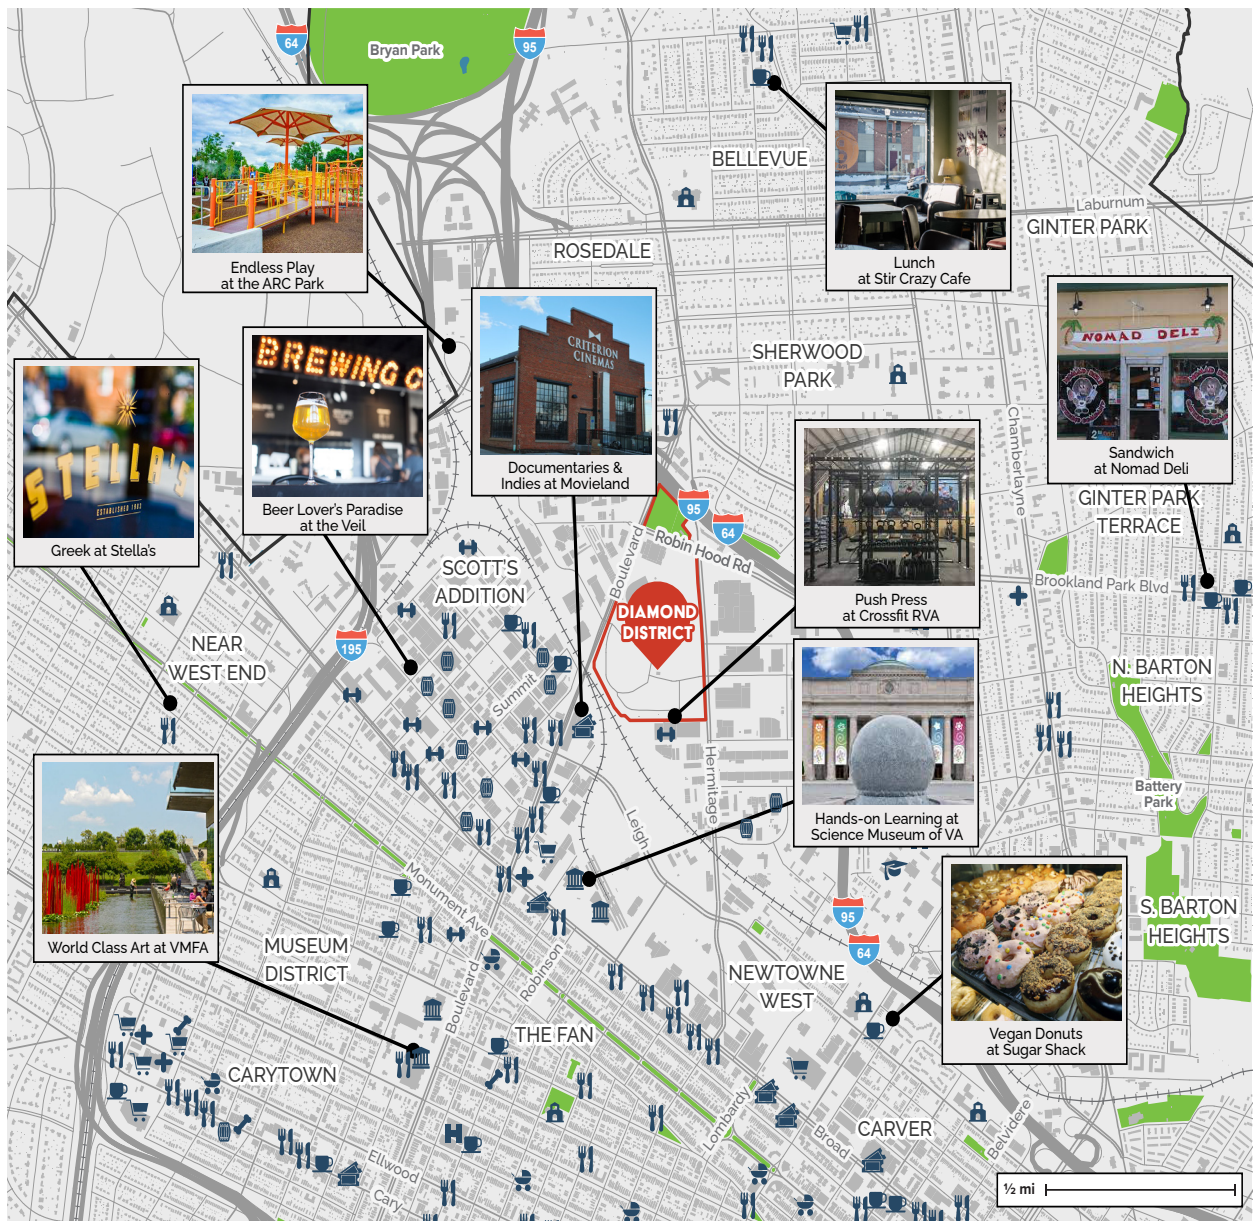 64
Bryan Park
95
BELLEVUE
Laburnum
GINTER PARK
ROSEDALE
Endless Play
at the ARC Park
Lunch
at Stir Crazy Cafe
CRITERION
CINEMAS
Documentaries &
Indies at Movieland
BREWING C
Beer Lover's Paradise
at the Veil
STELLA'S
ESTABLISHED 1983
Greek at Stella's
SHERWOOD
PARK
NOMAD DELI
Sandwich
at Nomad Deli
Chamberlayne
GINTER PARK
TERRACE
Brookland Park Blvd
95
64
Robin Hood Rd
Boulevard
Push Press
at Crossfit RVA
SCOTT'S
ADDITION
DIAMOND
DISTRICT
NEAR
WEST END
195
Summit
N. BARTON
HEIGHTS
Hermitage
Leigh
Battery
Park
Hands-on Learning at
Science Museum of VA
World Class Art at VMFA
Monument Ave
MUSEUM
DISTRICT
Boulevard
Robinson
95
64
S. BARTON
HEIGHTS
NEWTOWNE
WEST
Vegan Donuts
at Sugar Shack
THE FAN
CARYTOWN
Lombardy
Broad
CARVER
Belvidere
H
Ellwood
Cary
½ mi